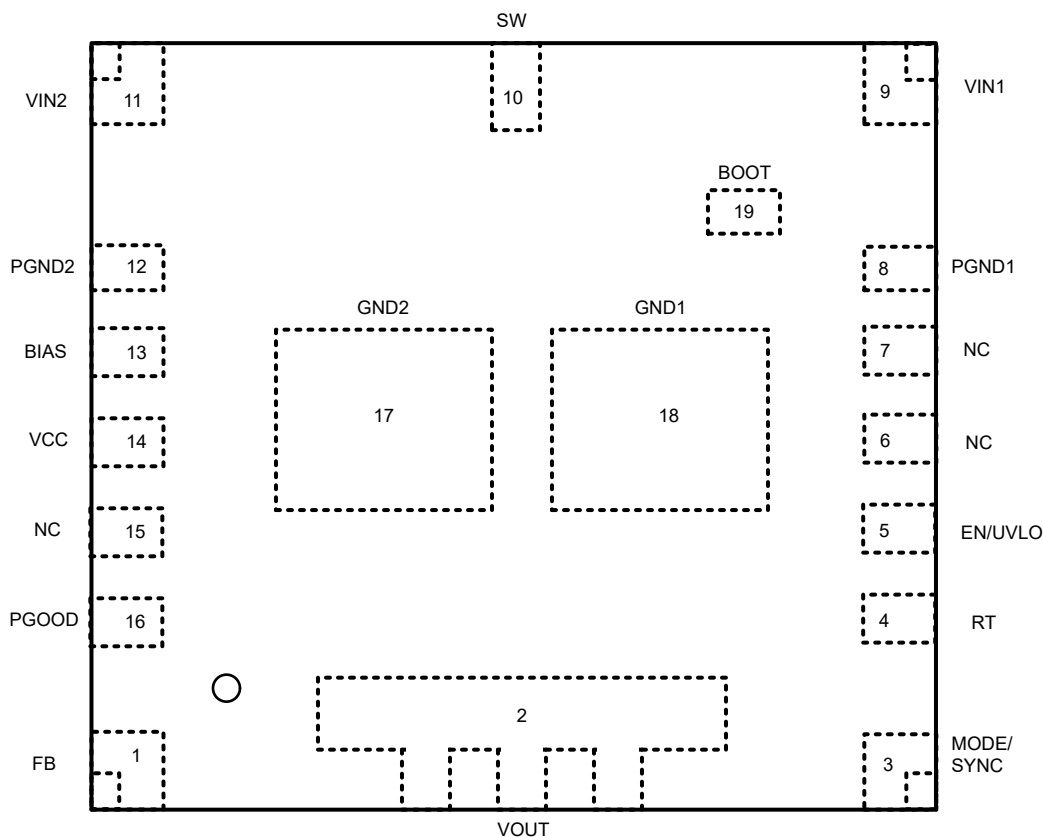 SW
VIN2
11
10
9
VIN1
BOOT
19
PGND2
12
8
PGND1
GND2
GND1
BIAS
13
7
NC
17
18
VCC
14
6
NC
NC
15
5
EN/UVLO
PGOOD
16
4
RT
2
FB
1
3
MODE/
SYNC
VOUT